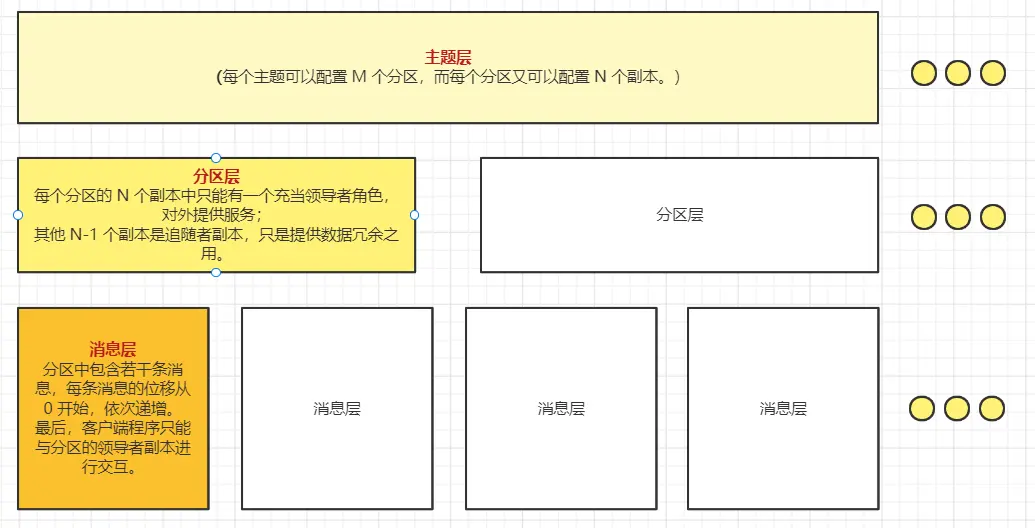 主题层
(每个主题可以配置 M 个分区，而每个分区又可以配置 N 个副本。)
分区层
每个分区的 N 个副本中只能有一个充当领导者角色，
对外提供服务；
其他 N-1 个副本是追随者副本，只是提供数据冗余之
用。
分区层
消息层
分区中包含若干条消
息，每条消息的位移从
0 开始，依次递增。
最后，客户端程序只能
与分区的领导者副本进
行交互。
消息层
消息层
消息层